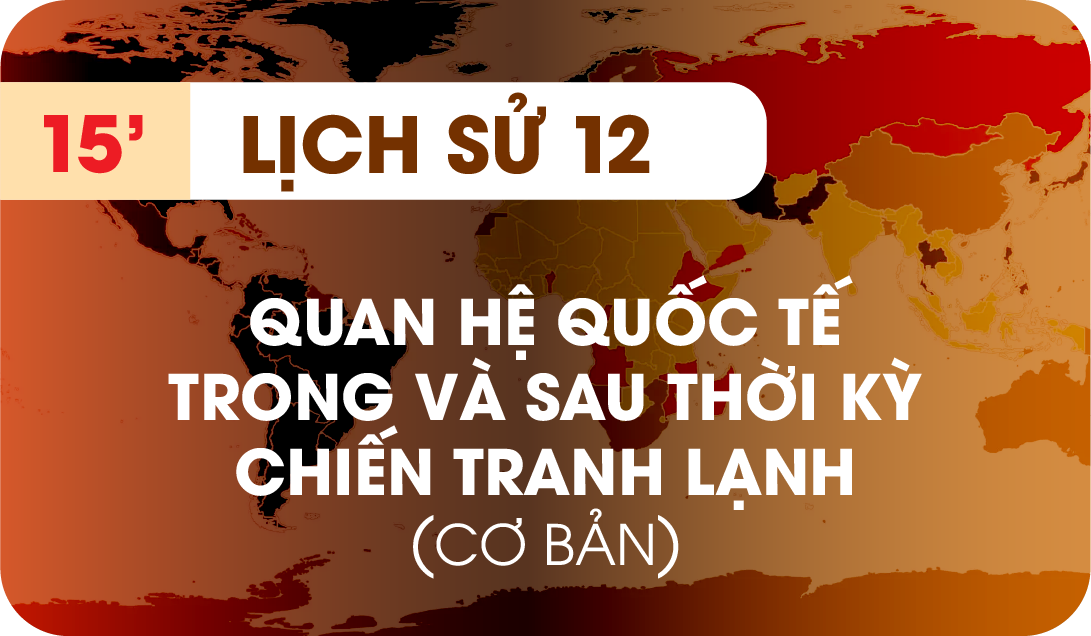 15’
LỊCH SỬ 12
QUAN HỆ QUỐC TẾ
TRONG VÀ SAU THỜI KỲ
CHIẾN TRANH LẠNH
(CƠ BẢN)